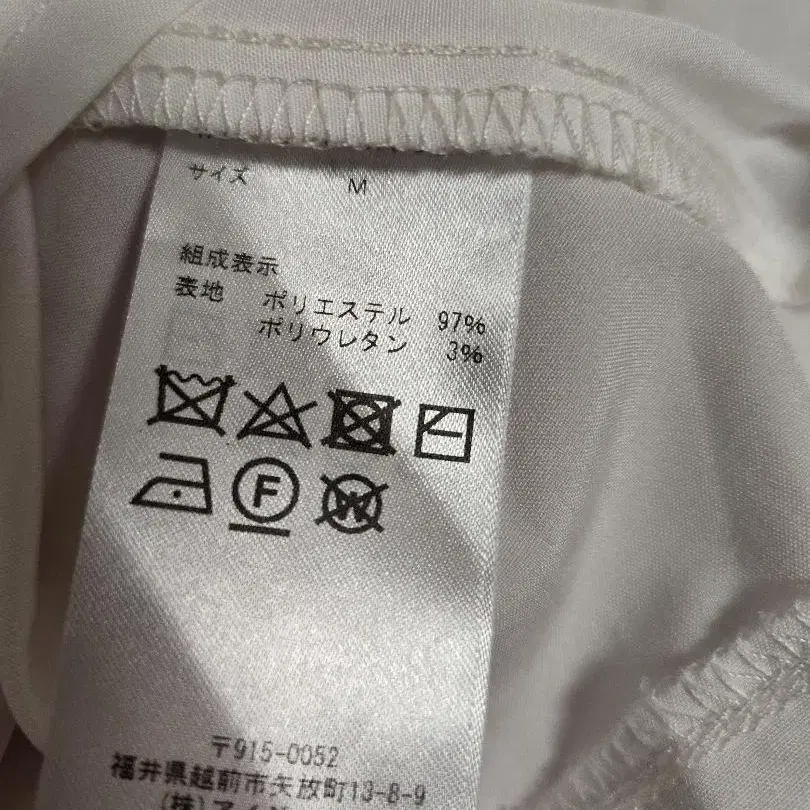 サイズ M
組成表示
表地 ポリエステル 97%
ポリウレタン 3%
F
W
〒915-0052
福井県越前市矢放町13-8-9
(株)